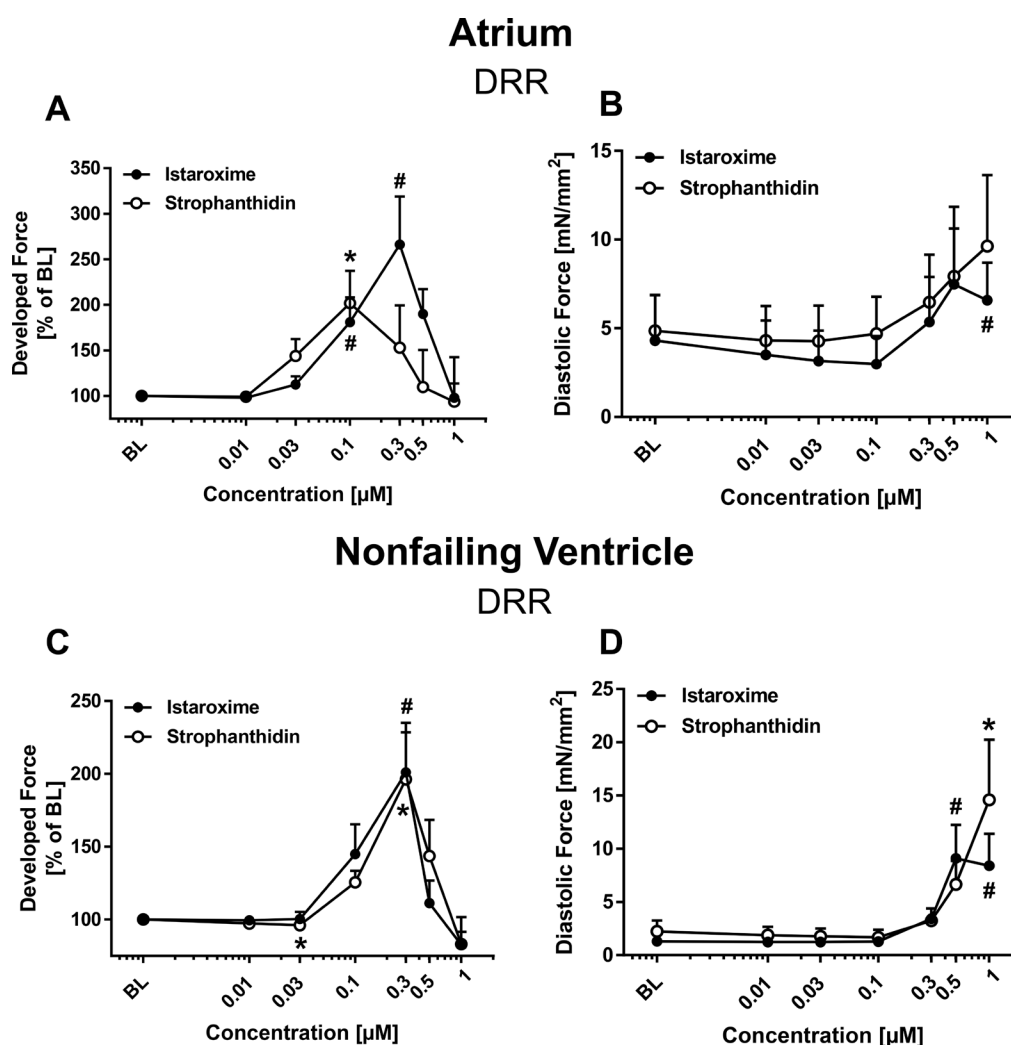 Atrium
DRR
A
Istaroxime
Strophanthidin
Developed Force
[% of BL]
350
300
250
200
150
100
*
#
#
BL
0.01
0.03
0.1
0.3
0.5
1
Concentration [µM]
B
Istaroxime
Strophanthidin
Diastolic Force [mN/mm²]
15
10
5
0
#
BL
0.01
0.03
0.1
0.3
0.5
1
Concentration [µM]
Nonfailing Ventricle
DRR
C
Istaroxime
Strophanthidin
Developed Force
[% of BL]
250
200
150
100
#
*
*
BL
0.01
0.03
0.1
0.3
0.5
1
Concentration [µM]
D
Istaroxime
Strophanthidin
Diastolic Force [mN/mm²]
25
20
15
10
5
0
*
#
#
BL
0.01
0.03
0.1
0.3
0.5
1
Concentration [µM]